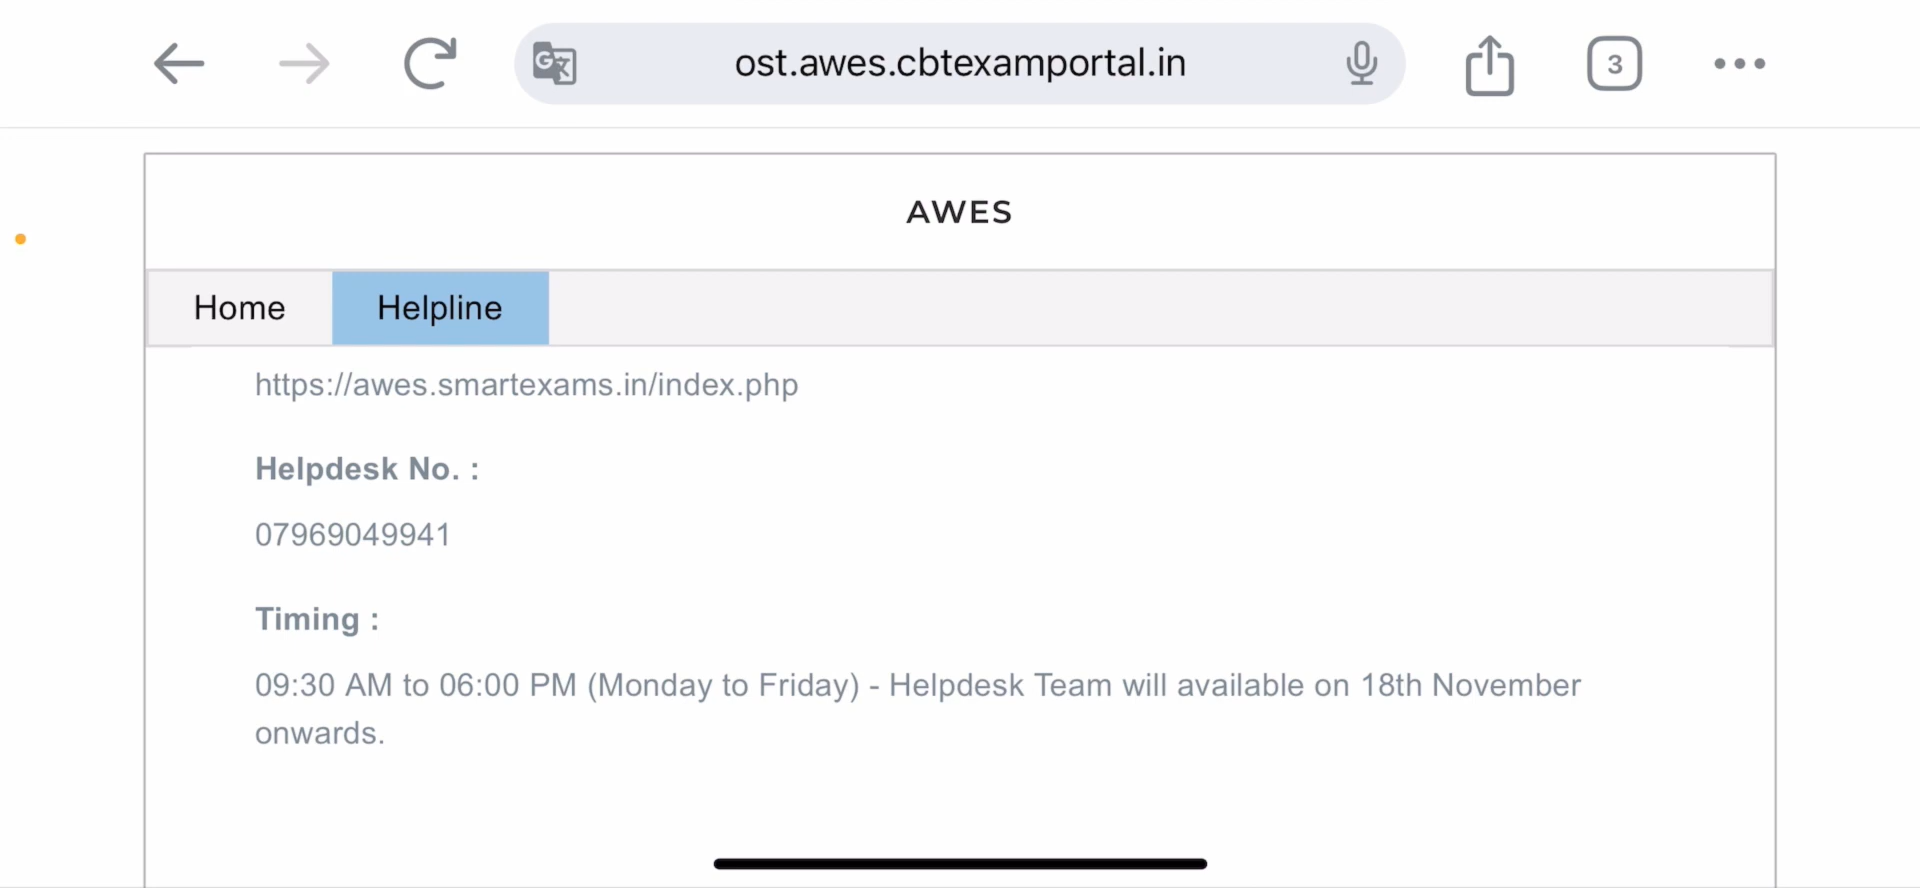 ost.awes.cbtexamportal.in
3
AWES
Home Helpline
https://awes.smartexams.in/index.php
Helpdesk No. :
07969049941
Timing :
09:30 AM to 06:00 PM (Monday to Friday) - Helpdesk Team will available on 18th November
onwards.